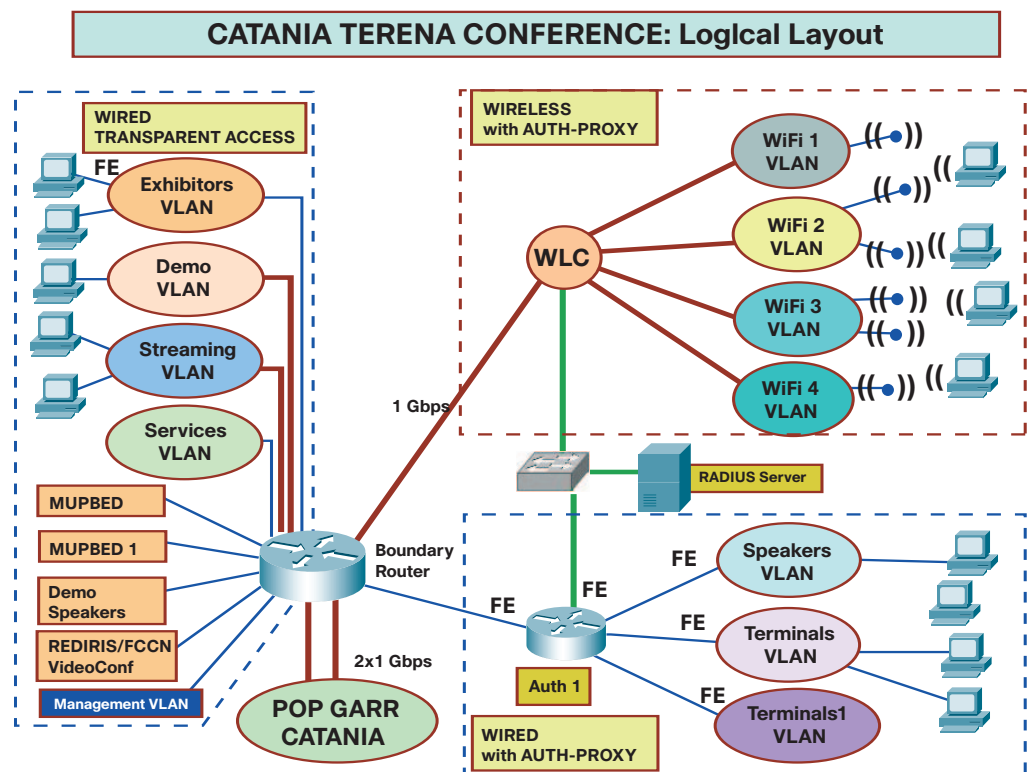 CATANIA TERENA CONFERENCE: LogIcal Layout
WIRED
TRANSPARENT ACCESS
FE
Exhibitors
VLAN
Demo
VLAN
Streaming
VLAN
Services
VLAN
MUPBED
MUPBED 1
Demo
Speakers
REDIRIS/FCCN
VideoConf
Management VLAN
Boundary
Router
2x1 Gbps
POP GARR
CATANIA
1 Gbps
WIRELESS
with AUTH-PROXY
WLC
WiFi 1
VLAN
WiFi 2
VLAN
WiFi 3
VLAN
WiFi 4
VLAN
RADIUS Server
FE
FE
Auth 1
WIRED
with AUTH-PROXY
FE
Speakers
VLAN
FE
Terminals
VLAN
FE
Terminals1
VLAN